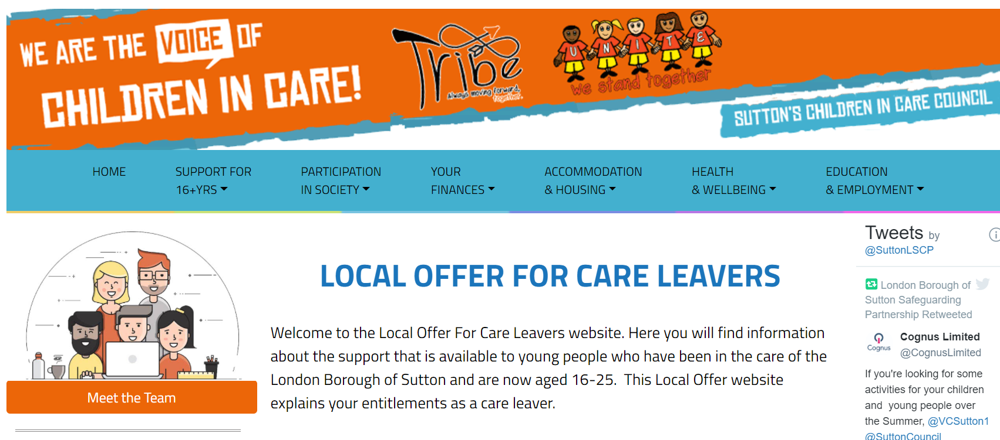 WE ARE THE VOICE OF
CHILDREN IN CARE!
Tribe
Always moving forward,
together.
UNITE
we stand together
SUTTON'S CHILDREN IN CARE COUNCIL
HOME
SUPPORT FOR
16+YRS
PARTICIPATION
IN SOCIETY
YOUR
FINANCES
ACCOMMODATION
& HOUSING
HEALTH
& WELLBEING
EDUCATION
& EMPLOYMENT
Meet the Team
LOCAL OFFER FOR CARE LEAVERS
Welcome to the Local Offer For Care Leavers website. Here you will find information
about the support that is available to young people who have been in the care of the
London Borough of Sutton and are now aged 16-25. This Local Offer website
explains your entitlements as a care leaver.
Tweets by
@SuttonLSCP
London Borough of
Sutton Safeguarding
Partnership Retweeted
Cognus
Cognus Limited
@CognusLimited
If you're looking for some
activities for your children
and young people over
the Summer, @VCSutton1
@SuttonCouncil